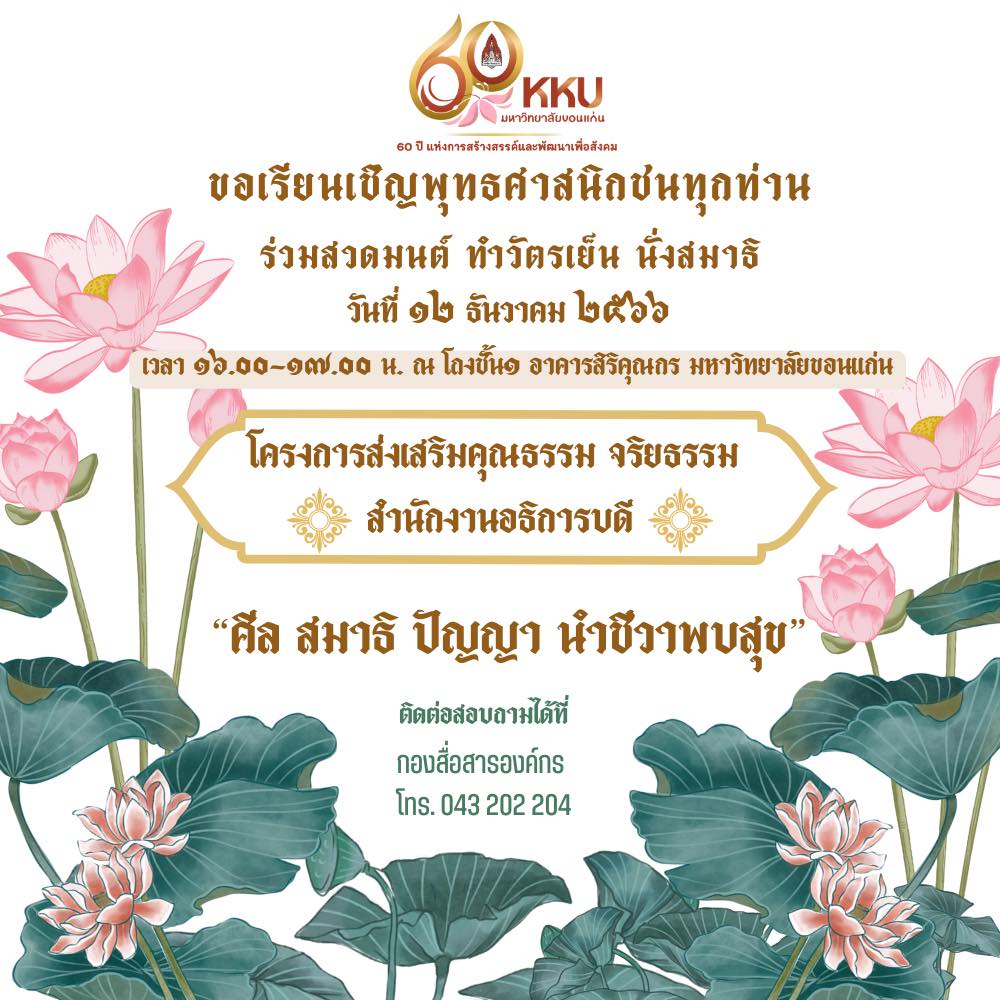 60 KKU
มหาวิทยาลัยขอนแก่น
60 ปี แห่งการสร้างสรรค์และพัฒนาเพื่อสังคม
ขอเรียนเชิญพุทธศาสนิกชนทุกท่าน
ร่วมสวดมนต์ ทำวัตรเย็น นั่งสมาธิ
วันที่ ๑๒ ธันวาคม ๒๕๖๖
เวลา ๑๖.๐๐-๑๗.๐๐ น. ณ โถงชั้น๑ อาคารสิริคุณากร มหาวิทยาลัยขอนแก่น
โครงการส่งเสริมคุณธรรม จริยธรรม
สำนักงานอธิการบดี
“ศีล สมาธิ ปัญญา นำชีวาพบสุข”
ติดต่อสอบถามได้ที่
กองสื่อสารองค์กร
โทร. 043 202 204